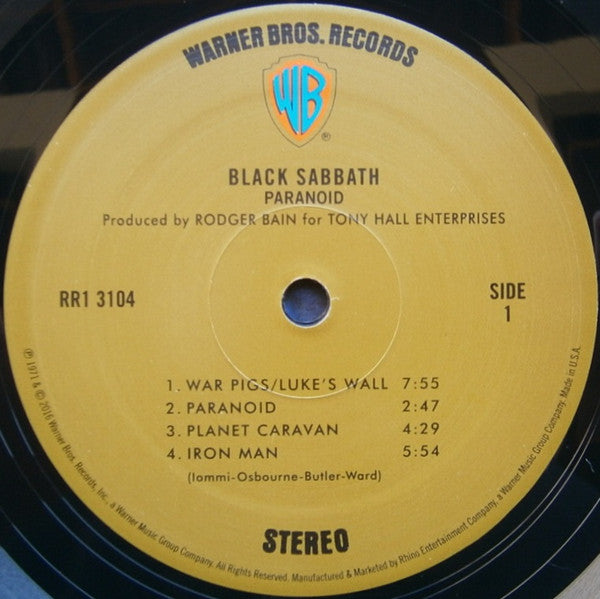 WARNER BROS. RECORDS
WB
®
BLACK SABBATH
PARANOID
Produced by RODGER BAIN for TONY HALL ENTERPRISES
RR1 3104
SIDE
1
1. WAR PIGS/LUKE'S WALL 7:55
2. PARANOID 2:47
3. PLANET CARAVAN 4:29
4. IRON MAN 5:54
(Iommi-Osbourne-Butler-Ward)
STEREO
℗ 1971 & © 2016 Warner Bros. Records, Inc., a Warner Music Group Company. All Rights Reserved. Manufactured & Marketed by Rhino Entertainment Company, a Warner Music Group Company. Made in U.S.A.